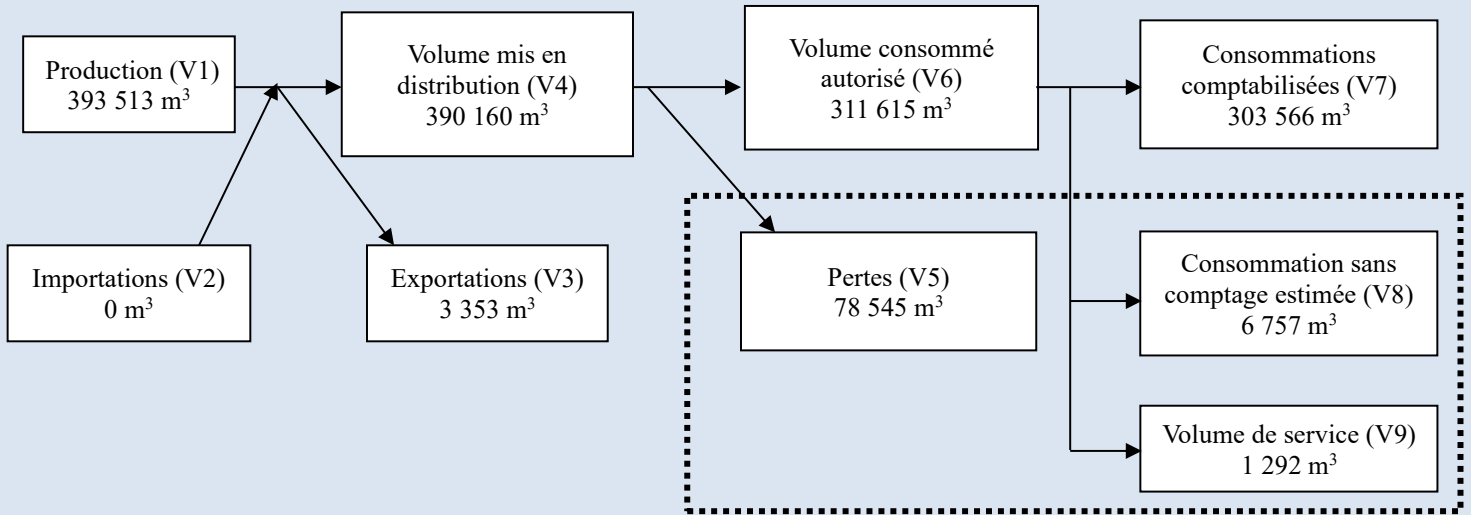 Production (V1)
393 513 m³
Volume mis en
distribution (V4)
390 160 m³
Volume consommé
autorisé (V6)
311 615 m³
Consommations
comptabilisées (V7)
303 566 m³
Importations (V2)
0 m³
Exportations (V3)
3 353 m³
Pertes (V5)
78 545 m³
Consommation sans
comptage estimée (V8)
6 757 m³
Volume de service (V9)
1 292 m³